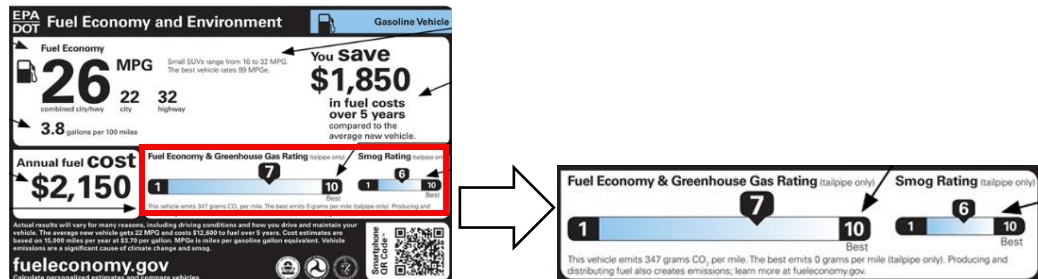 EPA
DOT
Fuel Economy and Environment
Gasoline Vehicle
Fuel Economy
26 MPG
combined city/hwy
22
city
32
highway
3.8 gallons per 100 miles
Small SUVs range from 16 to 32 MPG.
The best vehicle rates 99 MPGe.
You save
$1,850
in fuel costs
over 5 years
compared to the
average new vehicle.
Annual fuel cost
$2,150
Fuel Economy & Greenhouse Gas Rating (tailpipe only)
1
7
10
Best
Smog Rating (tailpipe only)
1
6
10
Best
This vehicle emits 347 grams CO₂ per mile. The best emits 0 grams per mile (tailpipe only). Producing and
Actual results will vary for many reasons, including driving conditions and how you drive and maintain your
vehicle. The average new vehicle gets 22 MPG and costs $12,600 to fuel over 5 years. Cost estimates are
based on 15,000 miles per year at $3.70 per gallon. MPGe is miles per gasoline gallon equivalent. Vehicle
emissions are a significant cause of climate change and smog.
fueleconomy.gov
Calculate personalized estimates and compare vehicles
Smartphone
QR Code
Fuel Economy & Greenhouse Gas Rating (tailpipe only)
1
7
10
Best
Smog Rating (tailpipe only)
1
6
10
Best
This vehicle emits 347 grams CO₂ per mile. The best emits 0 grams per mile (tailpipe only). Producing and
distributing fuel also creates emissions; learn more at fueleconomy.gov.